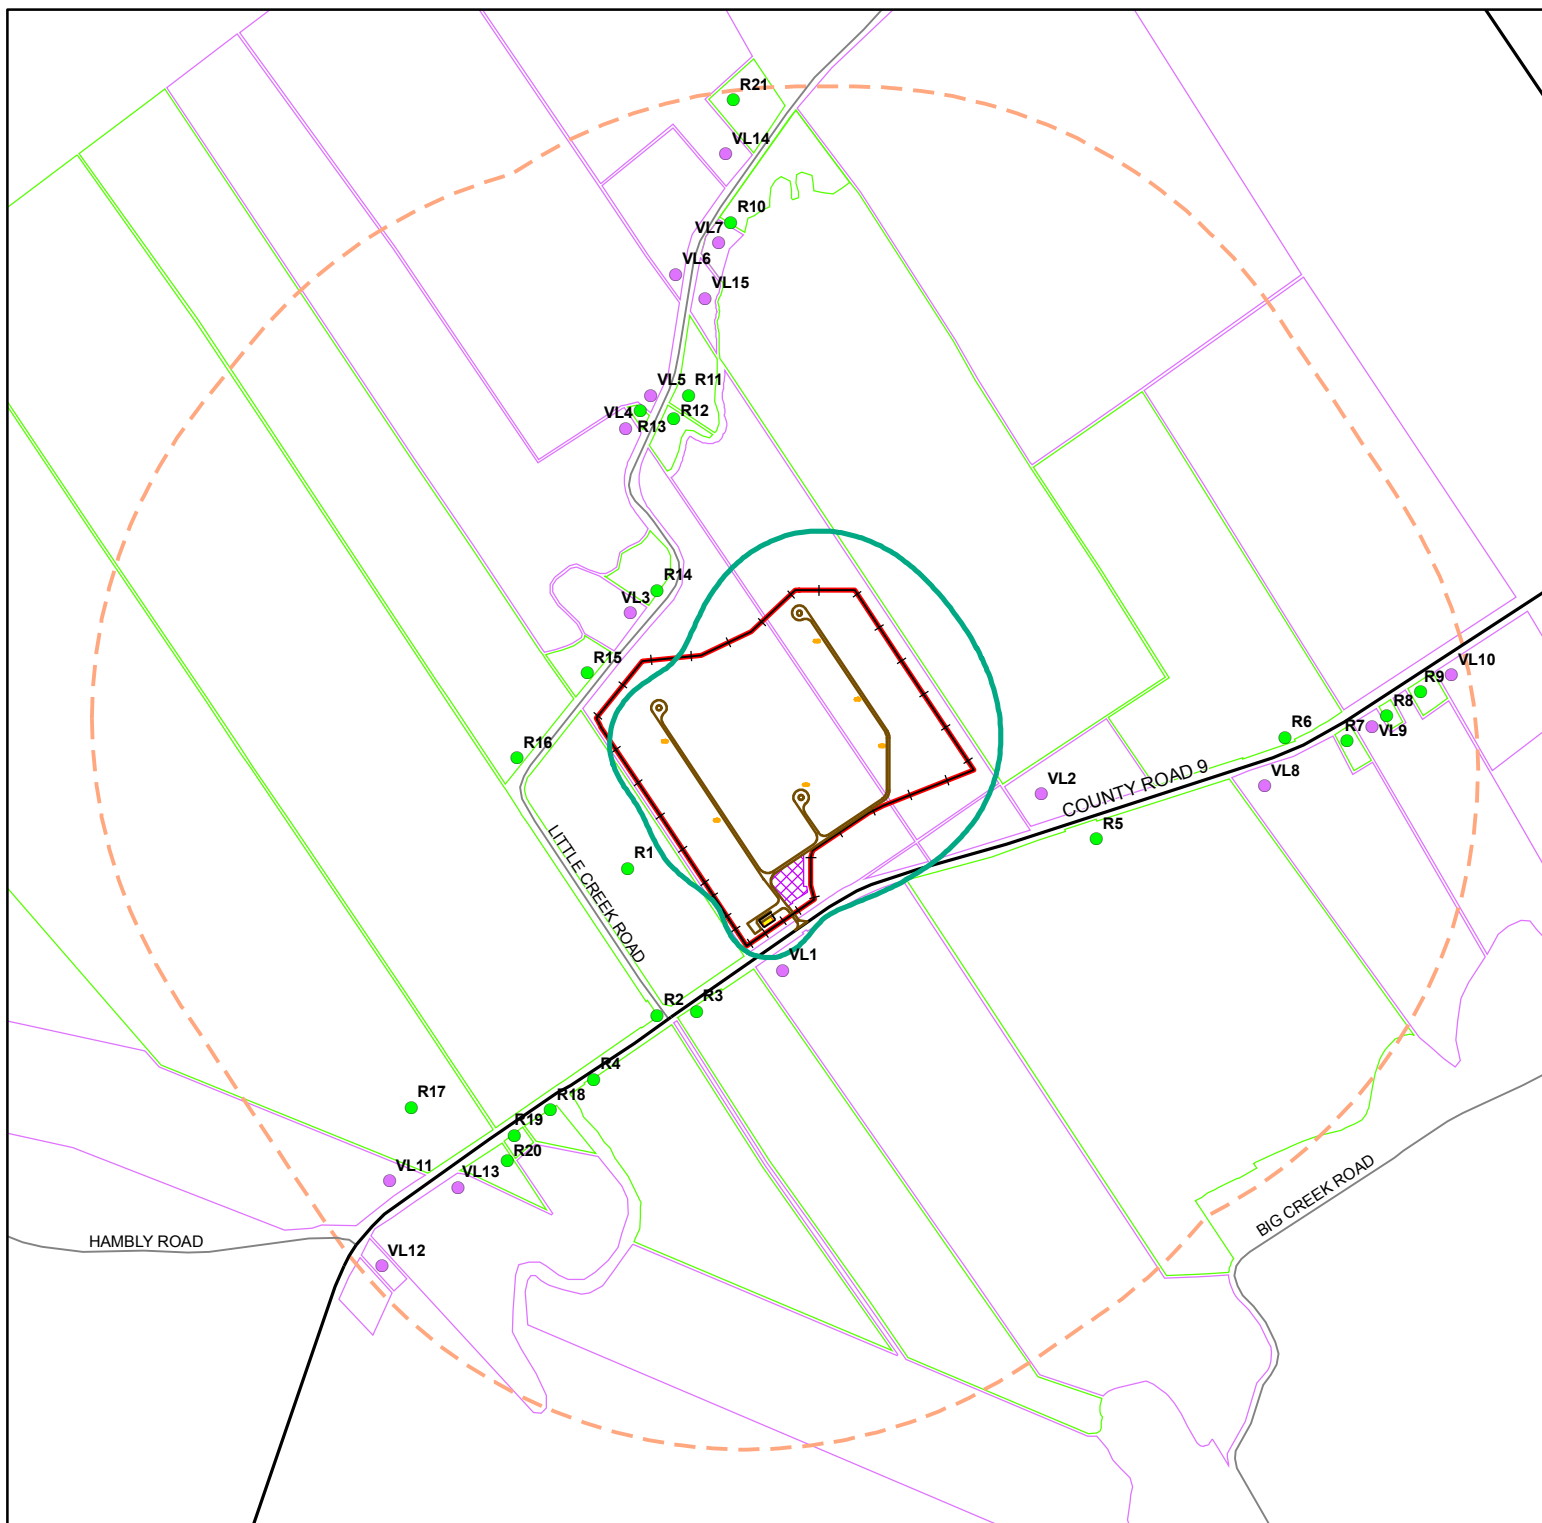 R21
VL14
R10
VL7
VL6
VL15
VL5
R11
VL4
R12
R13
R14
VL3
R15
VL10
R9
R8
R6
R7
VL9
R16
VL8
VL2
COUNTY ROAD 9
R5
LITTLE CREEK ROAD
R1
VL1
R2
R3
R4
R17
R18
R19
R20
VL11
VL13
BIG CREEK ROAD
HAMBLY ROAD
VL12